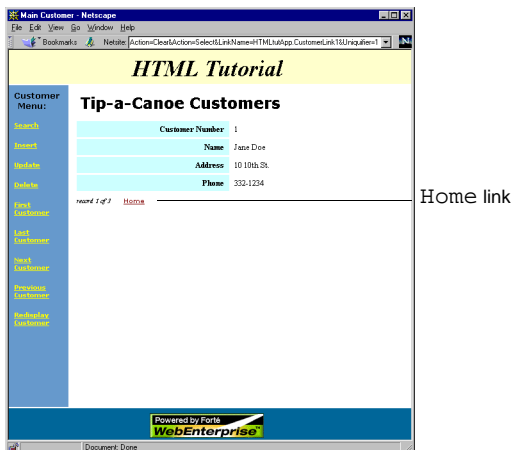 Main Customer - Netscape
File Edit View Go Window Help
Bookmarks Netsite: Action=Clear&Action=Select&LinkName=HTMLtutApp.CustomerLink1&Uniquifier=1
HTML Tutorial
Customer Menu:
Search
Insert
Update
Delete
First Customer
Last Customer
Next Customer
Previous Customer
Redisplay Customer
Tip-a-Canoe Customers
Customer Number 1
Name Jane Doe
Address 10 10th St.
Phone 332-1234
record 1 of 3 Home
Home link
Powered by Forté
WebEnterprise™
Document: Done